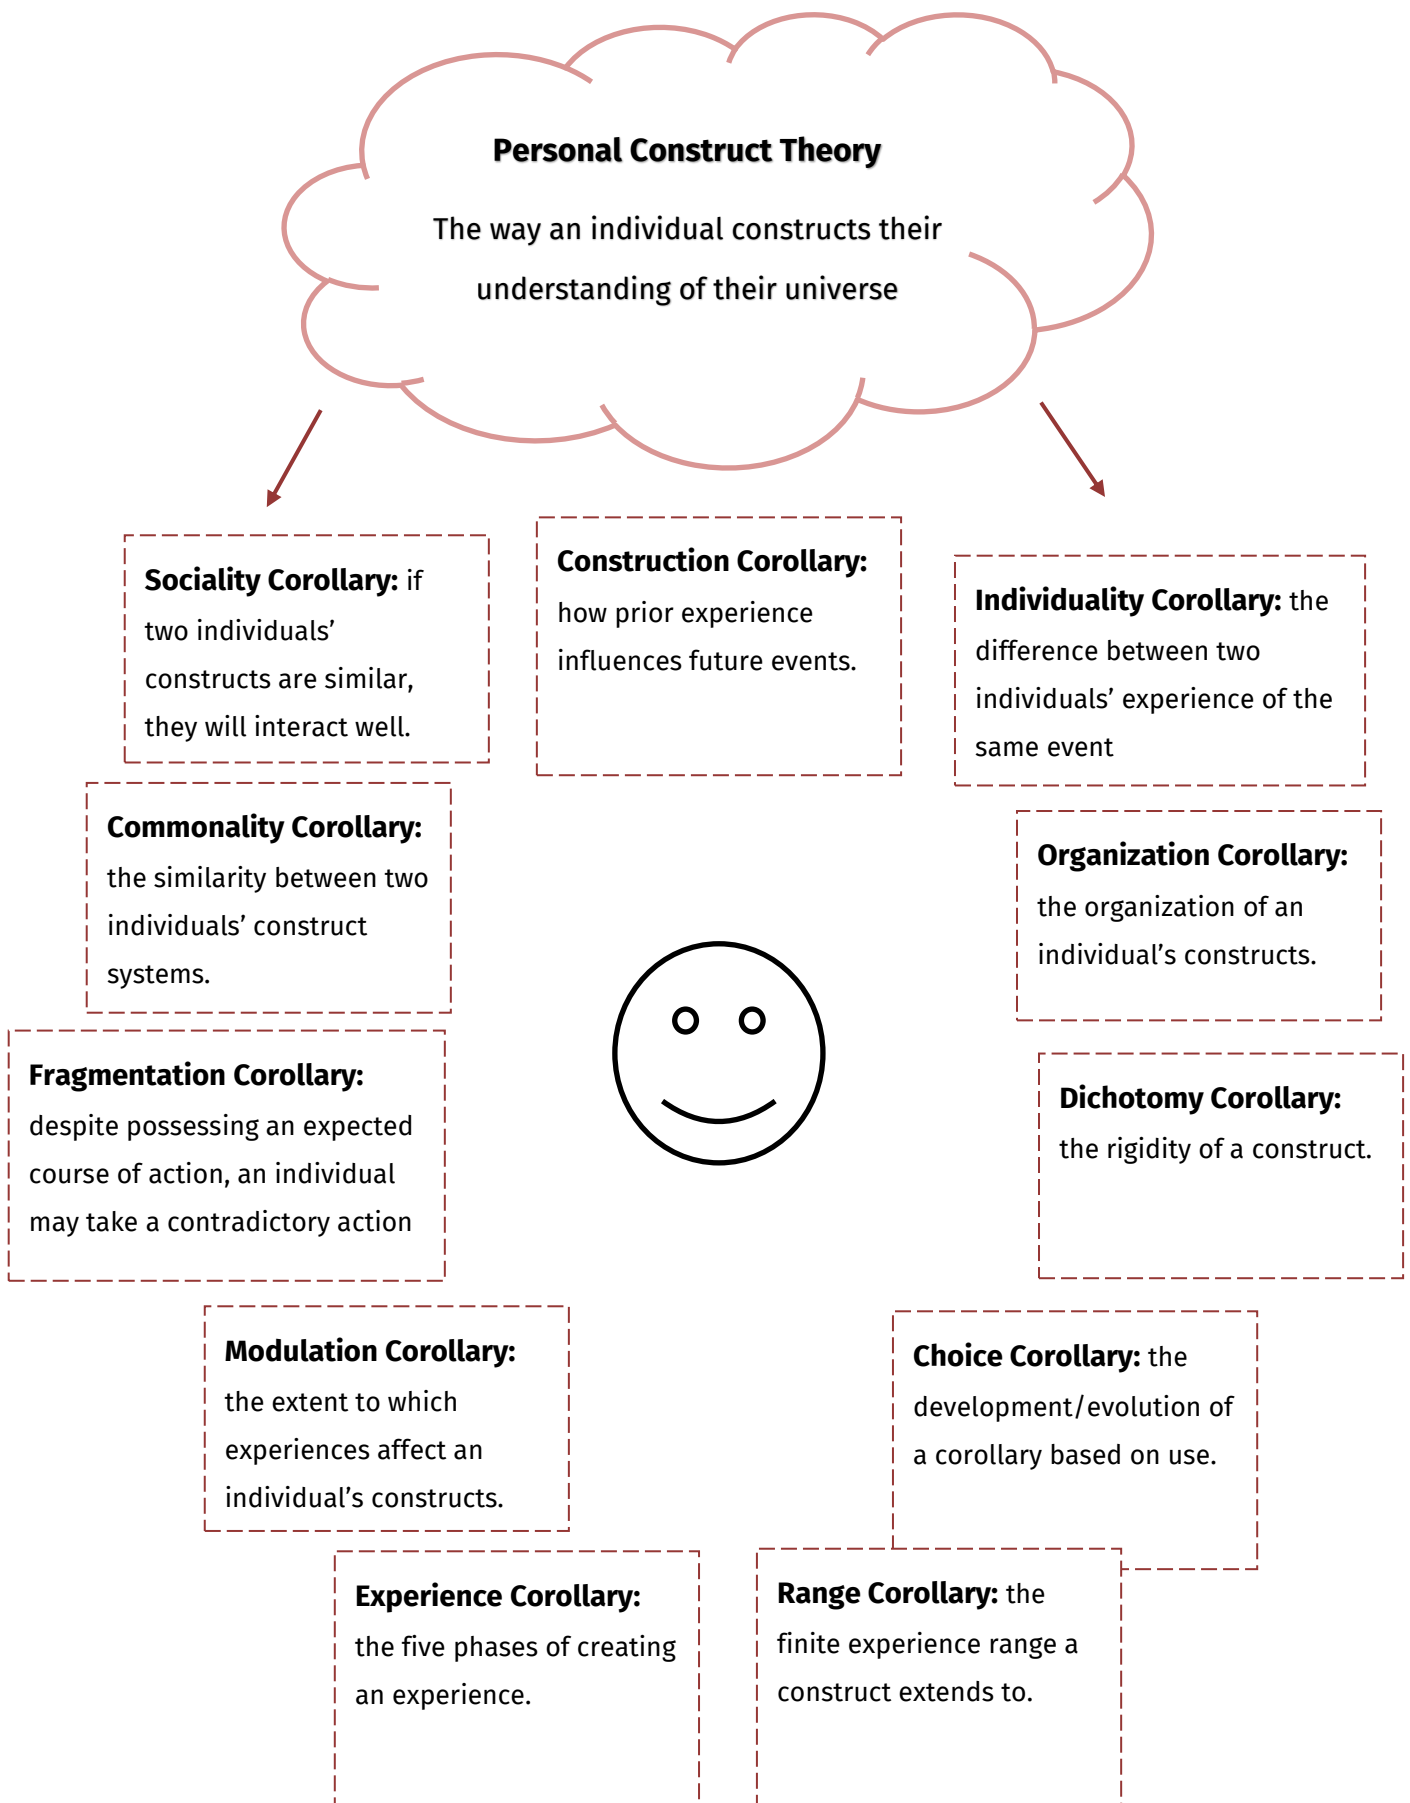 Personal Construct Theory
The way an individual constructs their
understanding of their universe
Sociality Corollary: if
two individuals’
constructs are similar,
they will interact well.
Construction Corollary:
how prior experience
influences future events.
Individuality Corollary: the
difference between two
individuals’ experience of the
same event
Commonality Corollary:
the similarity between two
individuals’ construct
systems.
Organization Corollary:
the organization of an
individual’s constructs.
Fragmentation Corollary:
despite possessing an expected
course of action, an individual
may take a contradictory action
Dichotomy Corollary:
the rigidity of a construct.
Modulation Corollary:
the extent to which
experiences affect an
individual’s constructs.
Choice Corollary: the
development/evolution of
a corollary based on use.
Experience Corollary:
the five phases of creating
an experience.
Range Corollary: the
finite experience range a
construct extends to.